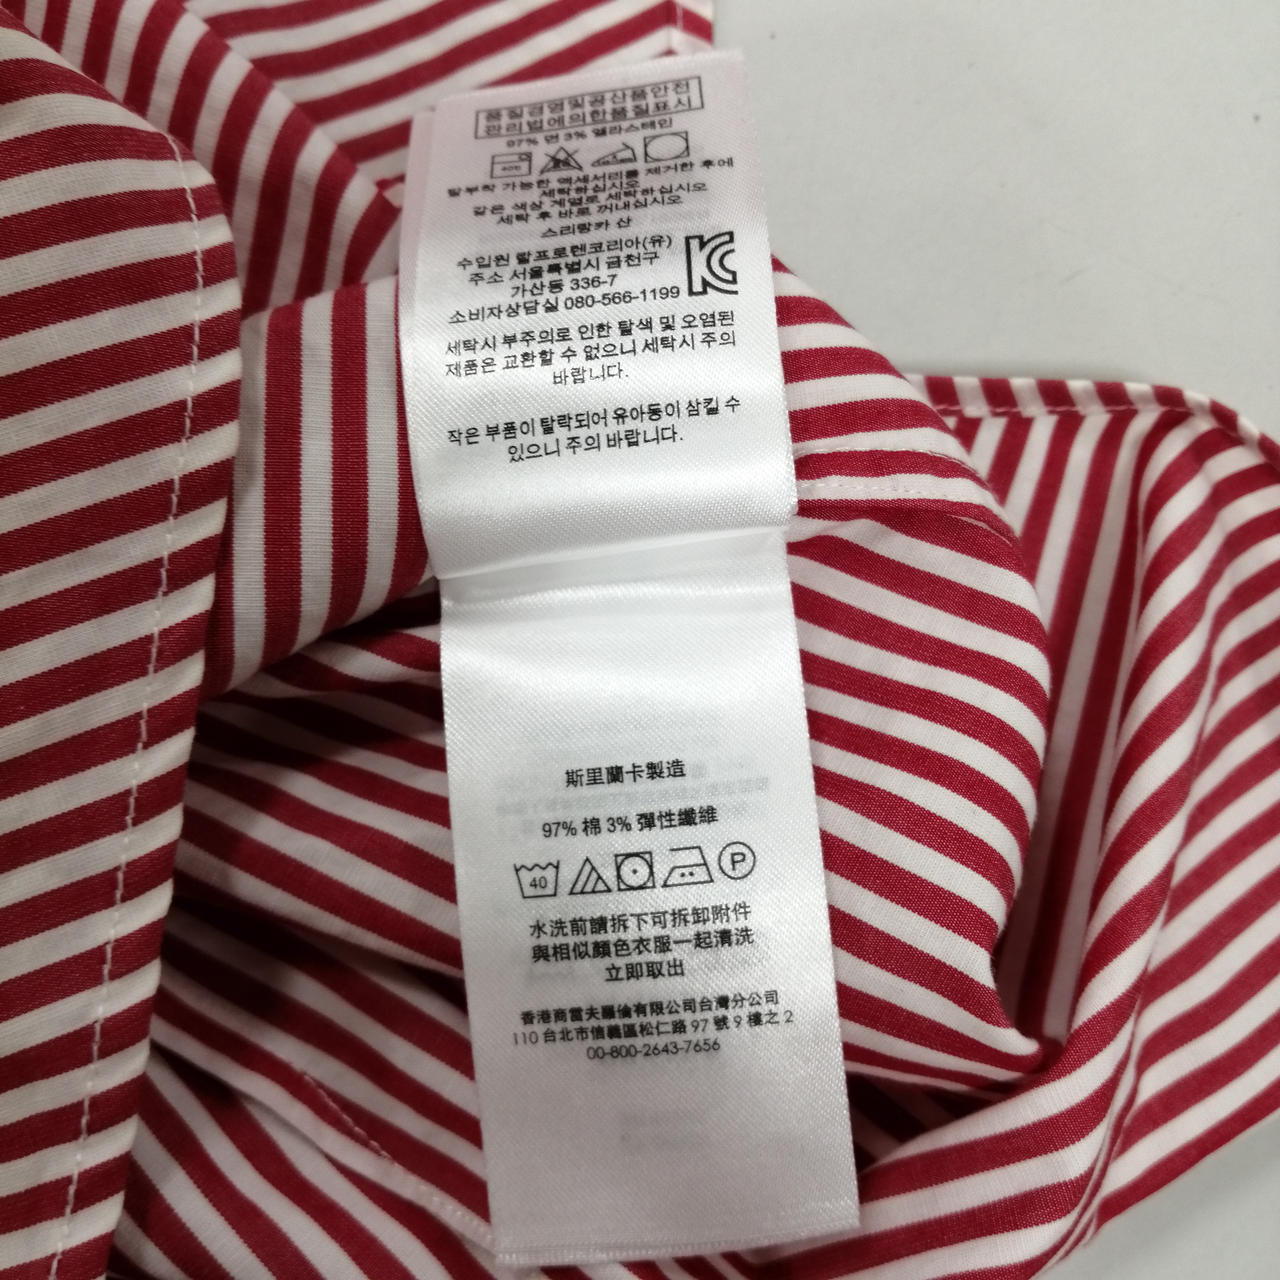 품질경영및공산품안전
관리법에의한품질표시
97% 면 3% 엘라스테인
40℃
탈부착 가능한 액세서리를 제거한 후에
세탁하십시오
같은 색상 계열로 세탁하십시오
세탁 후 바로 꺼내십시오
스리랑카 산
수입원 랄프로렌코리아(유)
주소 서울특별시 금천구
가산동 336-7
소비자상담실 080-566-1199
세탁시 부주의로 인한 탈색 및 오염된
제품은 교환할 수 없으니 세탁시 주의
바랍니다.
작은 부품이 탈락되어 유아동이 삼킬 수
있으니 주의 바랍니다.
斯里蘭卡製造
97% 棉 3% 彈性纖維
40 P
水洗前請拆下可拆卸附件
與相似顏色衣服一起清洗
立即取出
香港商雷夫羅倫有限公司台灣分公司
110 台北市信義區松仁路 97 號 9 樓之 2
00-800-2643-7656